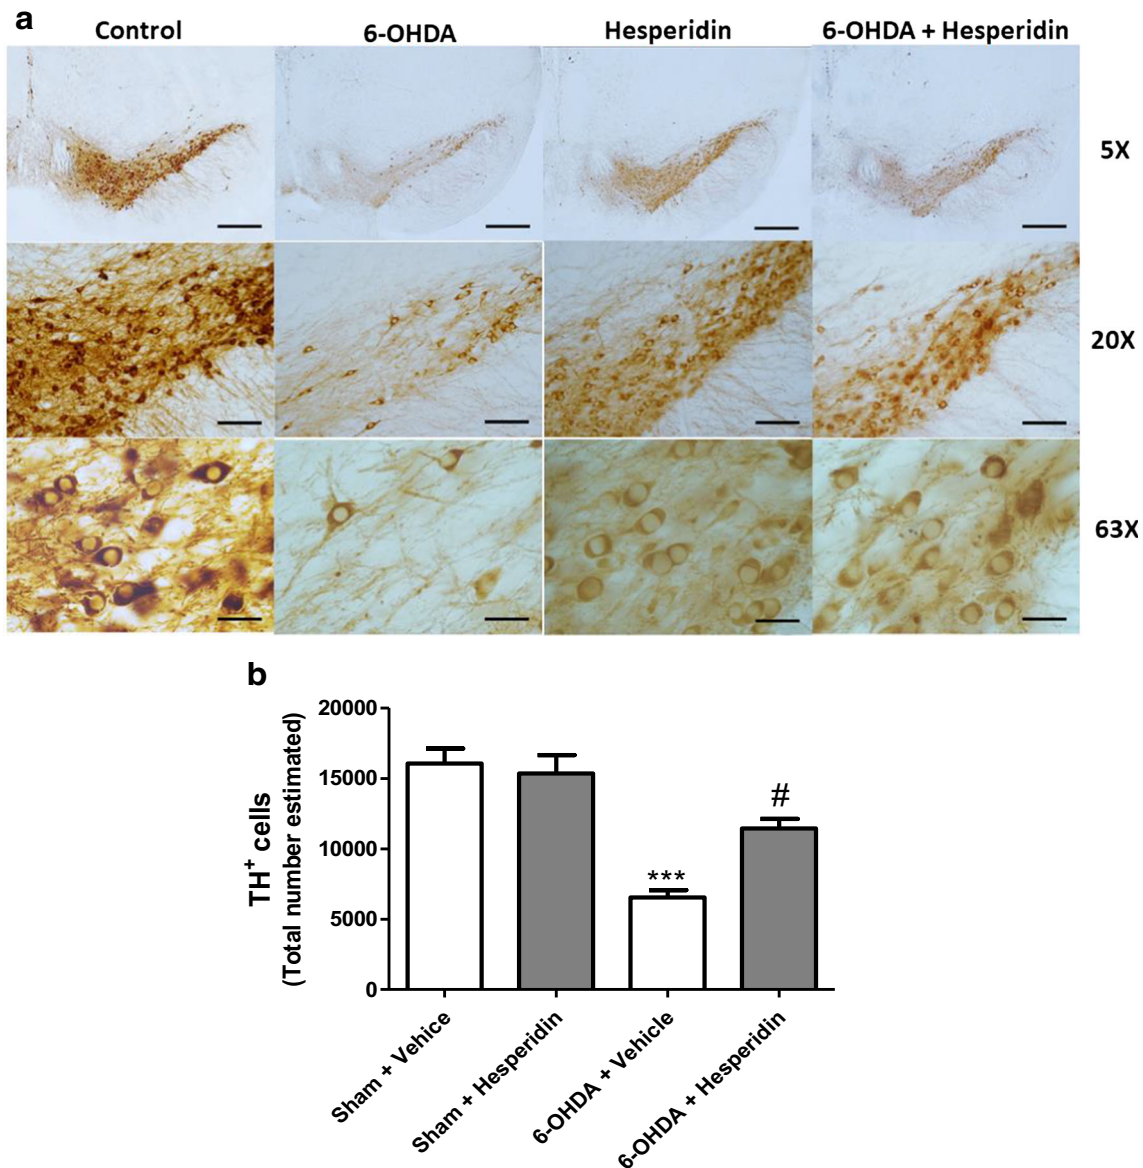 a
Control 6-OHDA Hesperidin 6-OHDA + Hesperidin
5X
20X
63X
b
TH⁺ cells
(Total number estimated)
20000
15000
10000
5000
0
***
#
Sham + Vehice
Sham + Hesperidin
6-OHDA + Vehicle
6-OHDA + Hesperidin